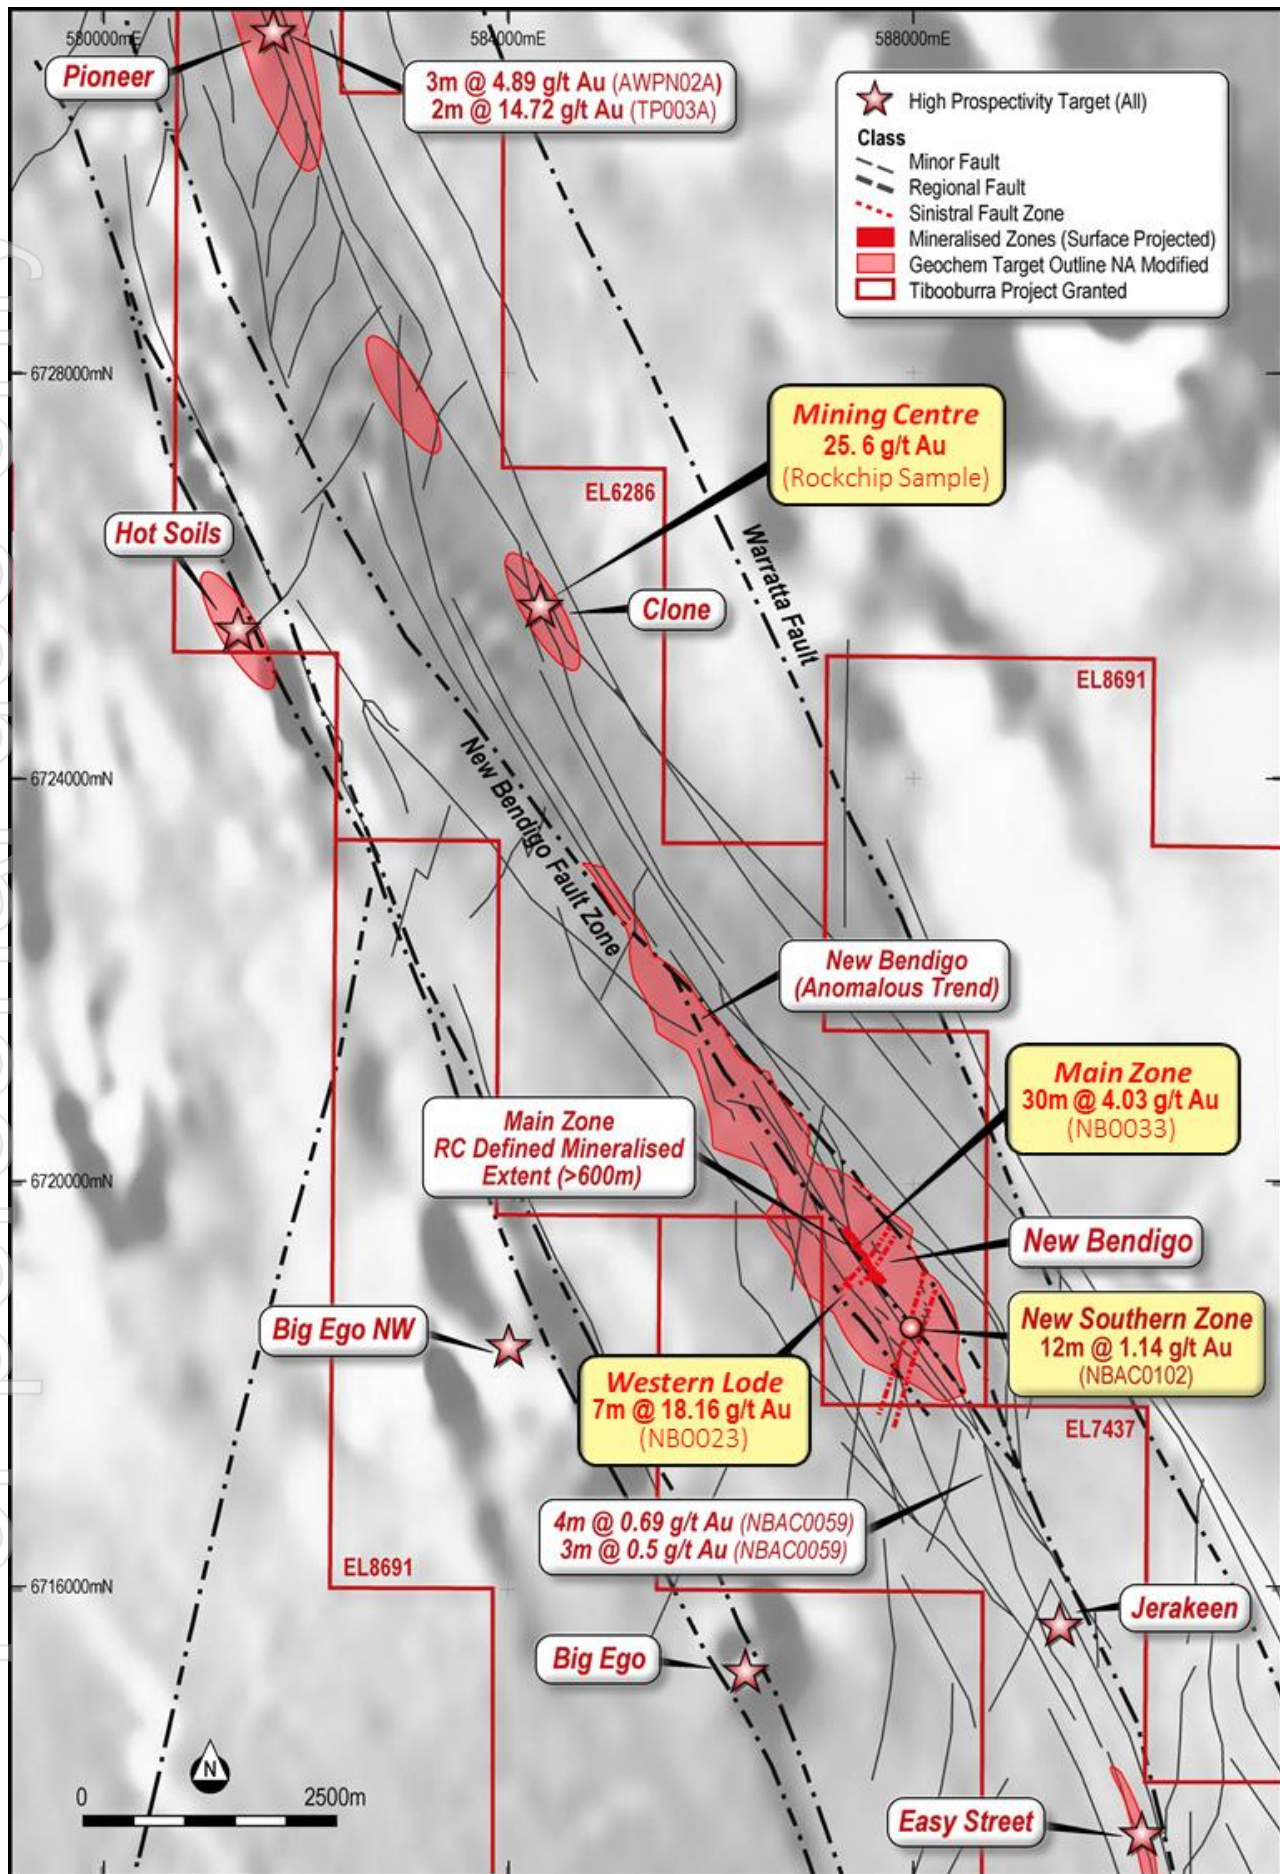 580000mE
584000mE
588000mE
Pioneer
3m @ 4.89 g/t Au (AWPN02A)
2m @ 14.72 g/t Au (TP003A)
High Prospectivity Target (All)
Class
Minor Fault
Regional Fault
Sinistral Fault Zone
Mineralised Zones (Surface Projected)
Geochem Target Outline NA Modified
Tibooburra Project Granted
6728000mN
Mining Centre
25. 6 g/t Au
(Rockchip Sample)
EL6286
Hot Soils
Warratta Fault
Clone
EL8691
New Bendigo Fault Zone
6724000mN
New Bendigo
(Anomalous Trend)
Main Zone
30m @ 4.03 g/t Au
(NB0033)
Main Zone
RC Defined Mineralised
Extent (>600m)
6720000mN
New Bendigo
Big Ego NW
New Southern Zone
12m @ 1.14 g/t Au
(NBAC0102)
Western Lode
7m @ 18.16 g/t Au
(NB0023)
EL7437
4m @ 0.69 g/t Au (NBAC0059)
3m @ 0.5 g/t Au (NBAC0059)
EL8691
6716000mN
Jerakeen
Big Ego
N
0
2500m
Easy Street